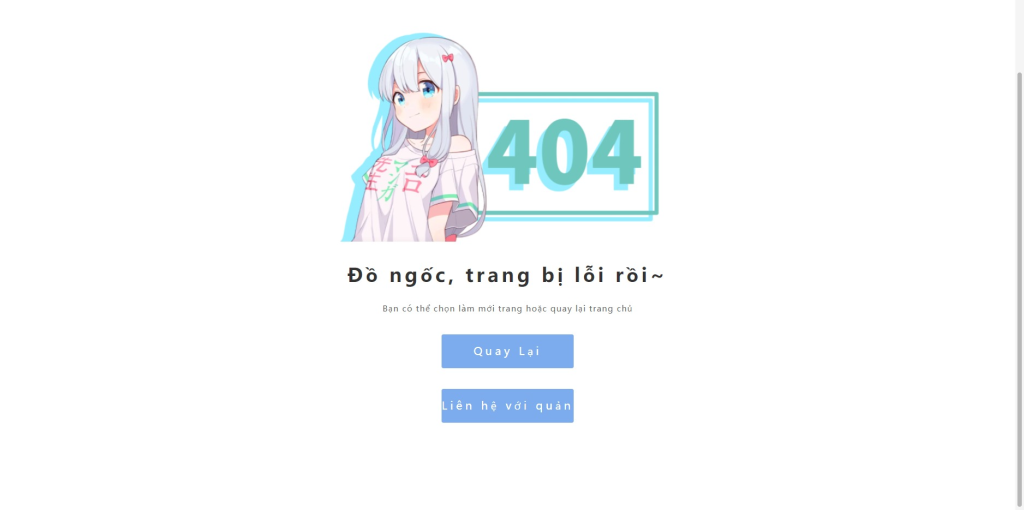 404
Đồ ngốc, trang bị lỗi rồi~
Bạn có thể chọn làm mới trang hoặc quay lại trang chủ
Quay Lại
Liên hệ với quản